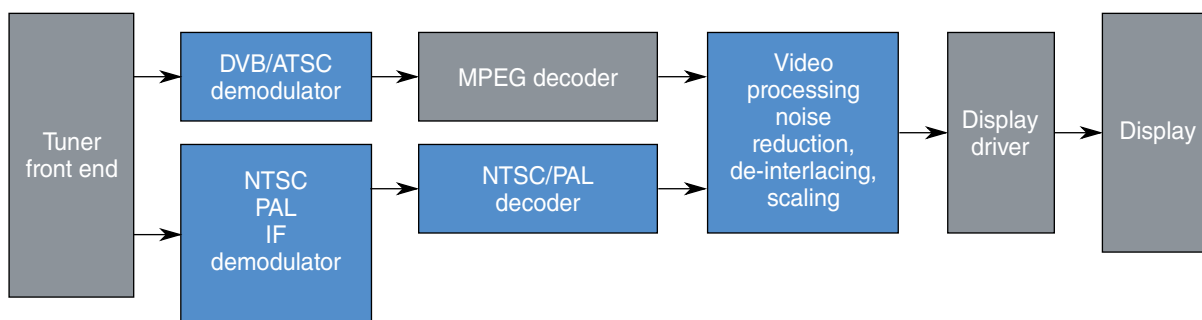 Tuner
front end
DVB/ATSC
demodulator
MPEG decoder
NTSC
PAL
IF
demodulator
NTSC/PAL
decoder
Video
processing
noise
reduction,
de-interlacing,
scaling
Display
driver
Display